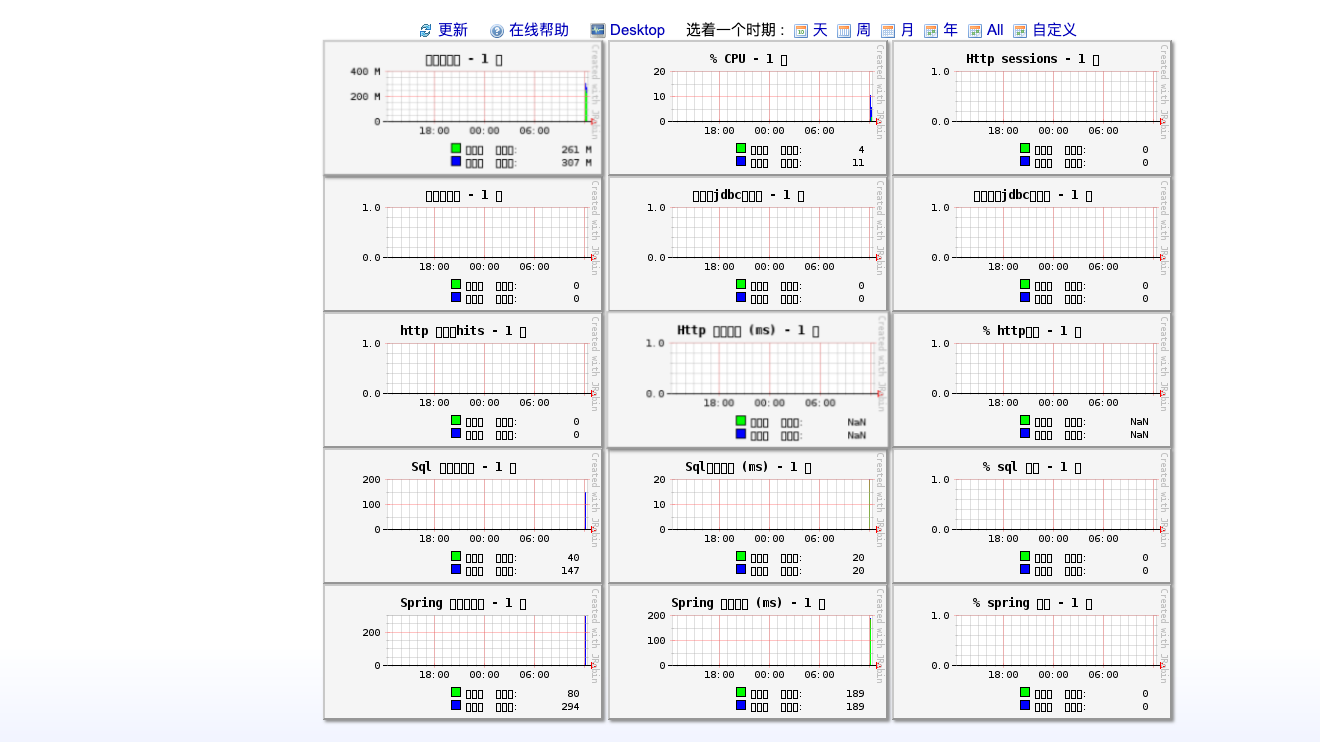 更新 在线帮助 Desktop 选着一个时期 : 天 周 月 年 All 自定义
▯▯▯▯▯ - 1 ▯
400 M
200 M
0
18:00 00:00 06:00
▯▯▯ ▯▯▯: 261 M
▯▯▯ ▯▯▯: 307 M
Created with JRobin
% CPU - 1 ▯
20
10
0
18:00 00:00 06:00
▯▯▯ ▯▯▯: 4
▯▯▯ ▯▯▯: 11
Created with JRobin
Http sessions - 1 ▯
1.0
0.0
18:00 00:00 06:00
▯▯▯ ▯▯▯: 0
▯▯▯ ▯▯▯: 0
Created with JRobin
▯▯▯▯▯ - 1 ▯
1.0
0.0
18:00 00:00 06:00
▯▯▯ ▯▯▯: 0
▯▯▯ ▯▯▯: 0
Created with JRobin
▯▯▯jdbc▯▯▯ - 1 ▯
1.0
0.0
18:00 00:00 06:00
▯▯▯ ▯▯▯: 0
▯▯▯ ▯▯▯: 0
Created with JRobin
▯▯▯▯jdbc▯▯▯ - 1 ▯
1.0
0.0
18:00 00:00 06:00
▯▯▯ ▯▯▯: 0
▯▯▯ ▯▯▯: 0
Created with JRobin
http ▯▯▯hits - 1 ▯
1.0
0.0
18:00 00:00 06:00
▯▯▯ ▯▯▯: 0
▯▯▯ ▯▯▯: 0
Created with JRobin
Http ▯▯▯▯ (ms) - 1 ▯
1.0
0.0
18:00 00:00 06:00
▯▯▯ ▯▯▯: NaN
▯▯▯ ▯▯▯: NaN
Created with JRobin
% http▯▯ - 1 ▯
1.0
0.0
18:00 00:00 06:00
▯▯▯ ▯▯▯: NaN
▯▯▯ ▯▯▯: NaN
Created with JRobin
Sql ▯▯▯▯▯ - 1 ▯
200
100
0
18:00 00:00 06:00
▯▯▯ ▯▯▯: 40
▯▯▯ ▯▯▯: 147
Created with JRobin
Sql▯▯▯▯ (ms) - 1 ▯
20
10
0
18:00 00:00 06:00
▯▯▯ ▯▯▯: 20
▯▯▯ ▯▯▯: 20
Created with JRobin
% sql ▯▯ - 1 ▯
1.0
0.0
18:00 00:00 06:00
▯▯▯ ▯▯▯: 0
▯▯▯ ▯▯▯: 0
Created with JRobin
Spring ▯▯▯▯▯ - 1 ▯
200
0
18:00 00:00 06:00
▯▯▯ ▯▯▯: 80
▯▯▯ ▯▯▯: 294
Created with JRobin
Spring ▯▯▯▯ (ms) - 1 ▯
200
100
0
18:00 00:00 06:00
▯▯▯ ▯▯▯: 189
▯▯▯ ▯▯▯: 189
Created with JRobin
% spring ▯▯ - 1 ▯
1.0
0.0
18:00 00:00 06:00
▯▯▯ ▯▯▯: 0
▯▯▯ ▯▯▯: 0
Created with JRobin